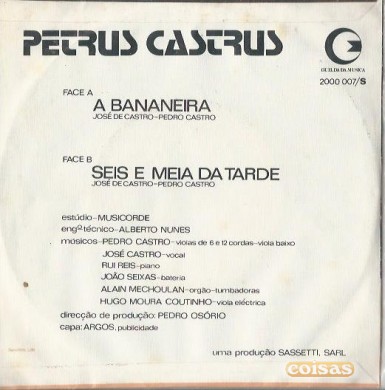 PETRUS CASTRUS
GUILDA DA MUSICA
2000 007/S
FACE A
A BANANEIRA
JOSÉ DE CASTRO-PEDRO CASTRO
FACE B
SEIS E MEIA DA TARDE
JOSÉ DE CASTRO-PEDRO CASTRO
estúdio-MUSICORDE
engº técnico-ALBERTO NUNES
músicos-PEDRO CASTRO-violas de 6 e 12 cordas-viola baixo
JOSÉ CASTRO-vocal
RUI REIS-piano
JOÃO SEIXAS-bateria
ALAIN MECHOULAN-orgão-tumbadoras
HUGO MOURA COUTINHO-viola eléctrica
direcção de produção: PEDRO OSÓRIO
capa: ARGOS, publicidade
uma produção SASSETTI, SARL
coisas